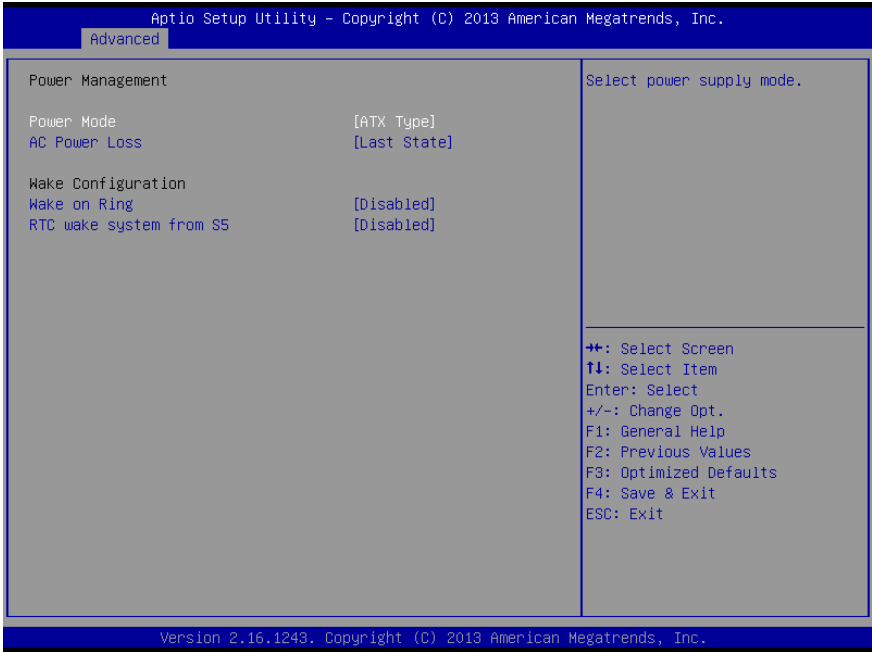 Aptio Setup Utility – Copyright (C) 2013 American Megatrends, Inc.
Advanced
Power Management
Power Mode [ATX Type]
AC Power Loss [Last State]
Wake Configuration
Wake on Ring [Disabled]
RTC wake system from S5 [Disabled]
Select power supply mode.
→←: Select Screen
↑↓: Select Item
Enter: Select
+/-: Change Opt.
F1: General Help
F2: Previous Values
F3: Optimized Defaults
F4: Save & Exit
ESC: Exit
Version 2.16.1243. Copyright (C) 2013 American Megatrends, Inc.